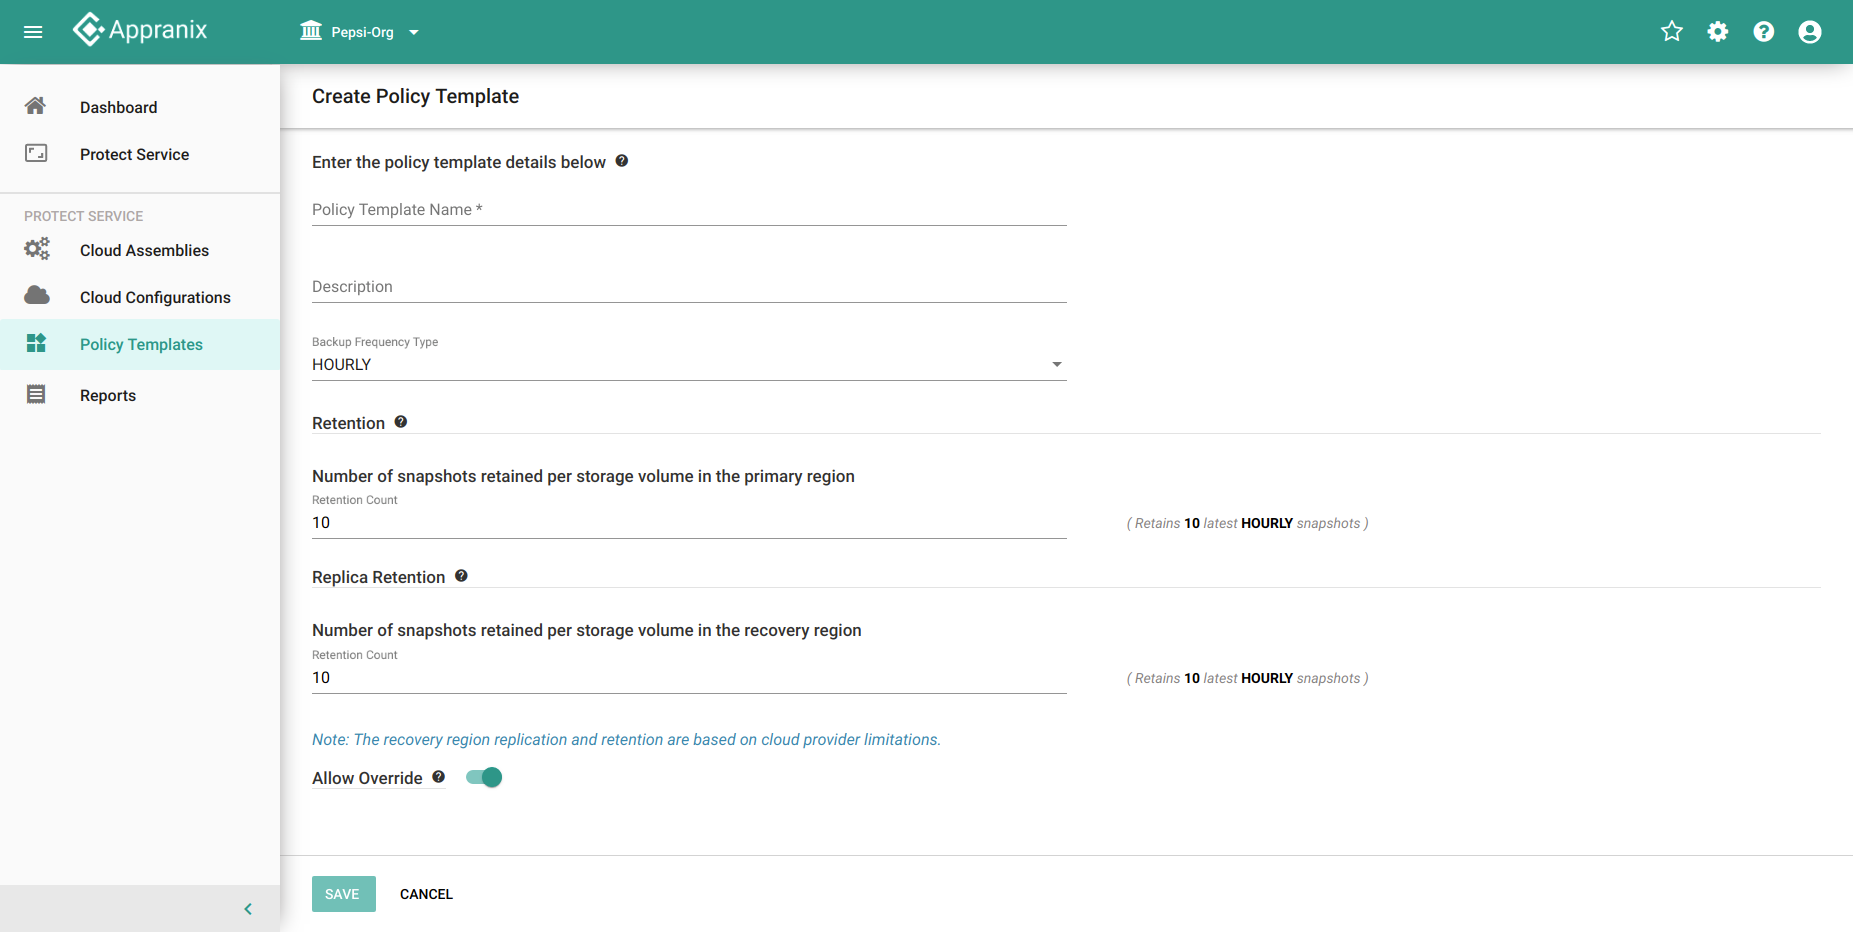 Appranix
Pepsi-Org
Dashboard
Protect Service
PROTECT SERVICE
Cloud Assemblies
Cloud Configurations
Policy Templates
Reports
Create Policy Template
Enter the policy template details below
Policy Template Name *
Description
Backup Frequency Type
HOURLY
Retention
Number of snapshots retained per storage volume in the primary region
Retention Count
10
( Retains 10 latest HOURLY snapshots )
Replica Retention
Number of snapshots retained per storage volume in the recovery region
Retention Count
10
( Retains 10 latest HOURLY snapshots )
Note: The recovery region replication and retention are based on cloud provider limitations.
Allow Override
SAVE
CANCEL